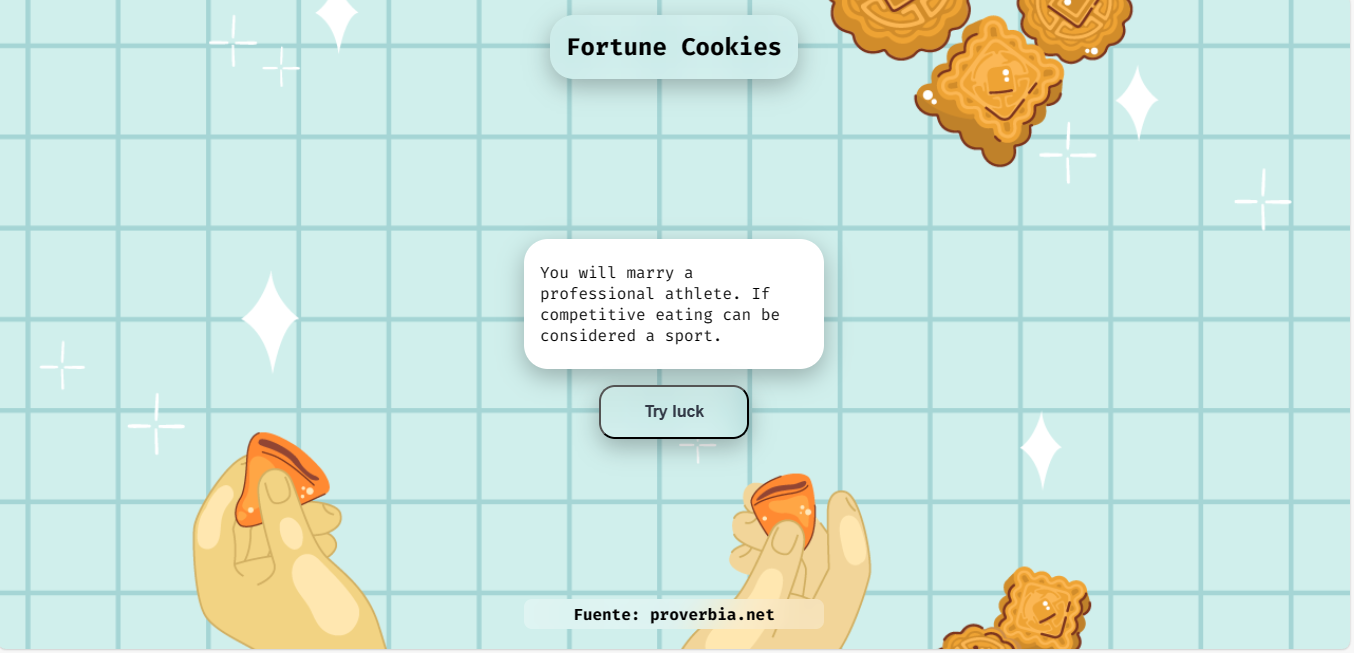 Fortune Cookies
You will marry a
professional athlete. If
competitive eating can be
considered a sport.
Try luck
Fuente: proverbia.net